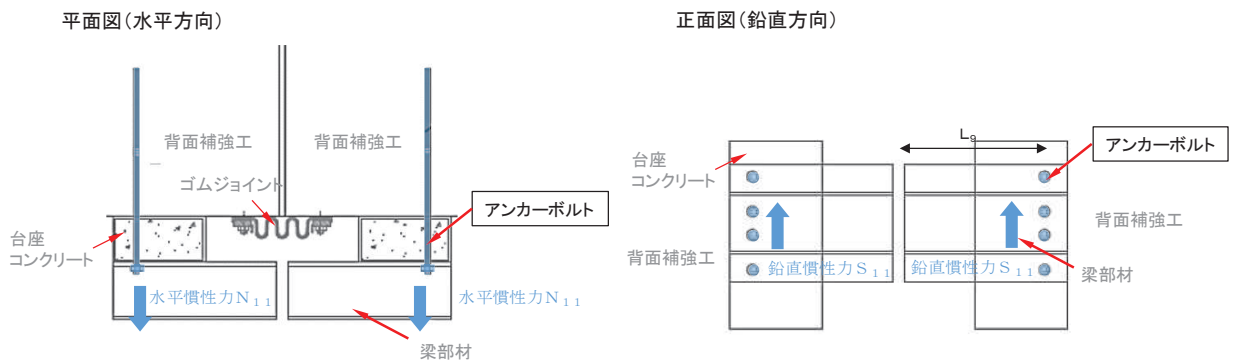 平面図(水平方向)
背面補強工
背面補強工
ゴムジョイント
アンカーボルト
台座
コンクリート
水平慣性力N₁₁
水平慣性力N₁₁
梁部材
正面図(鉛直方向)
L₉
アンカーボルト
台座
コンクリート
背面補強工
背面補強工
鉛直慣性力S₁₁
鉛直慣性力S₁₁
梁部材